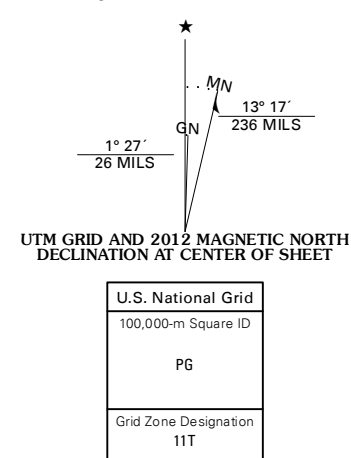 ★
MN
GN
13° 17´
236 MILS
1° 27´
26 MILS
UTM GRID AND 2012 MAGNETIC NORTH
DECLINATION AT CENTER OF SHEET
U.S. National Grid
100,000-m Square ID
PG
Grid Zone Designation
11T